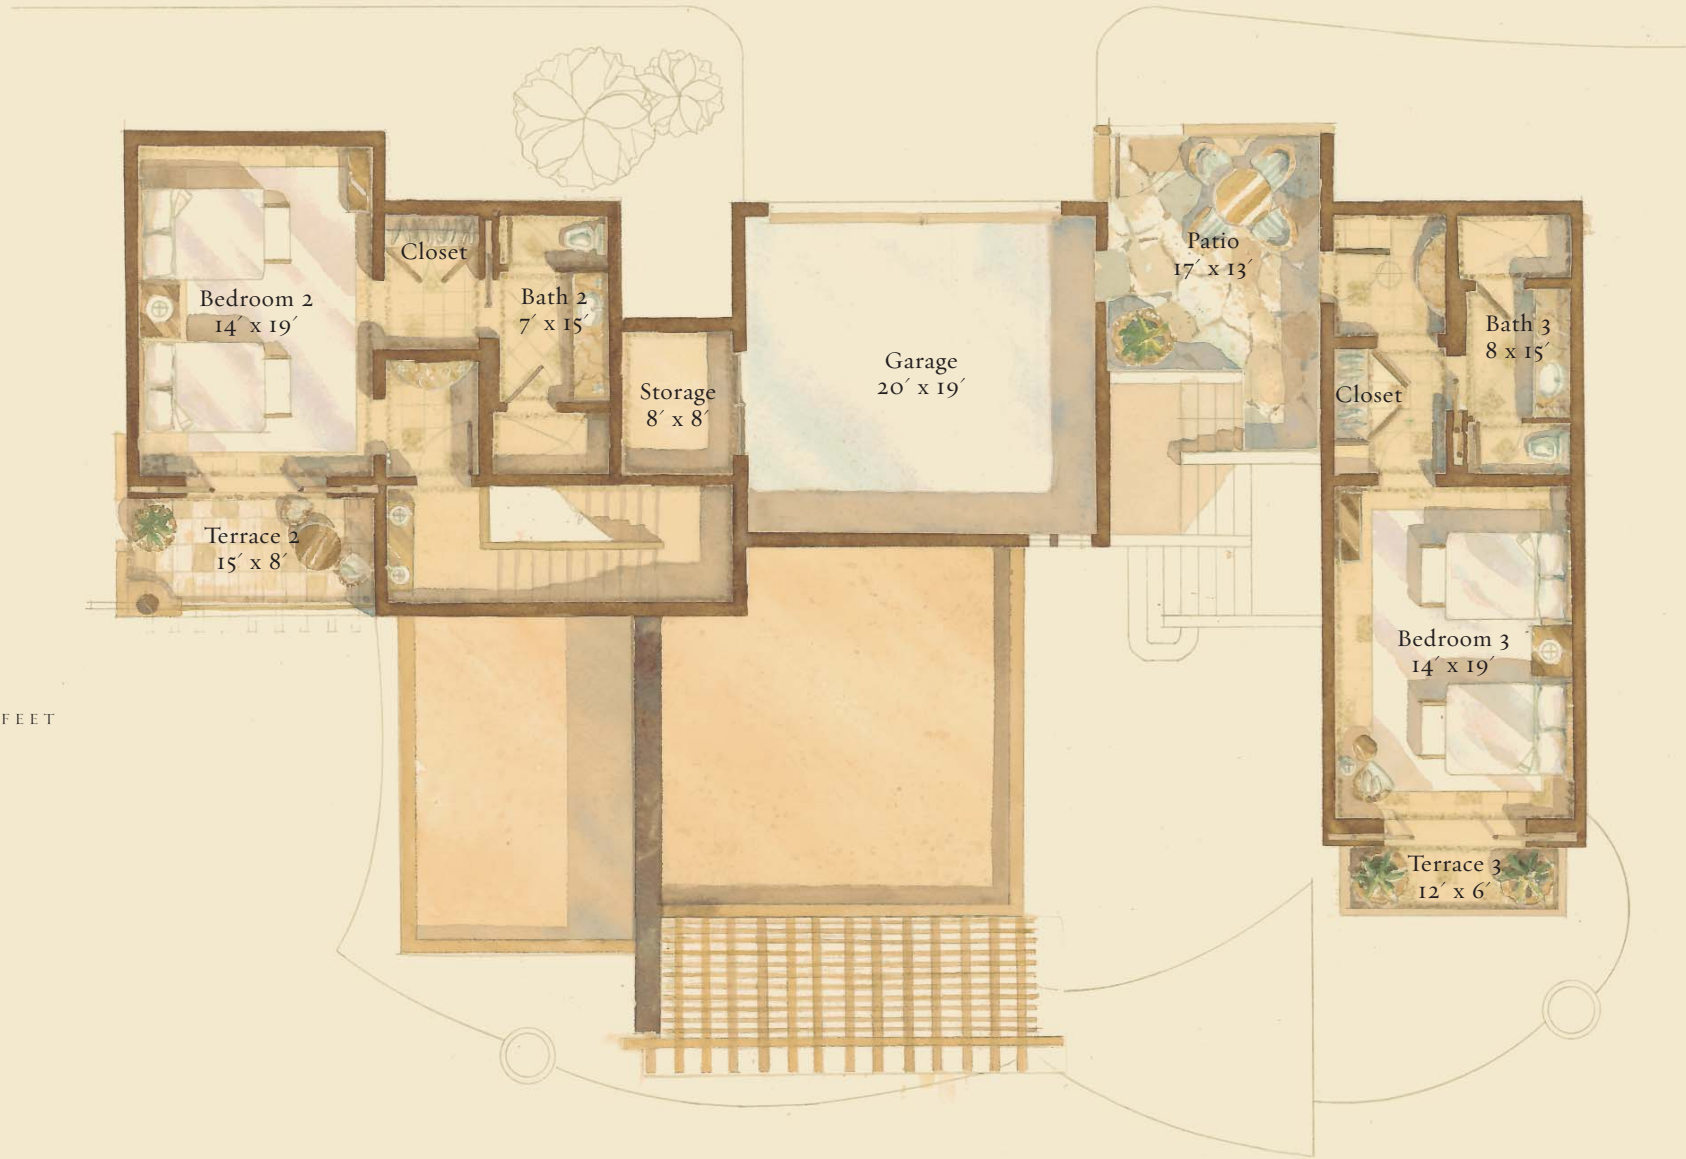 Bedroom 2
14′ x 19′
Closet
Bath 2
7′ x 15′
Storage
8′ x 8′
Garage
20′ x 19′
Patio
17′ x 13′
Bath 3
8 x 15′
Closet
Terrace 2
15′ x 8′
Bedroom 3
14′ x 19′
Terrace 3
12′ x 6′
FEET